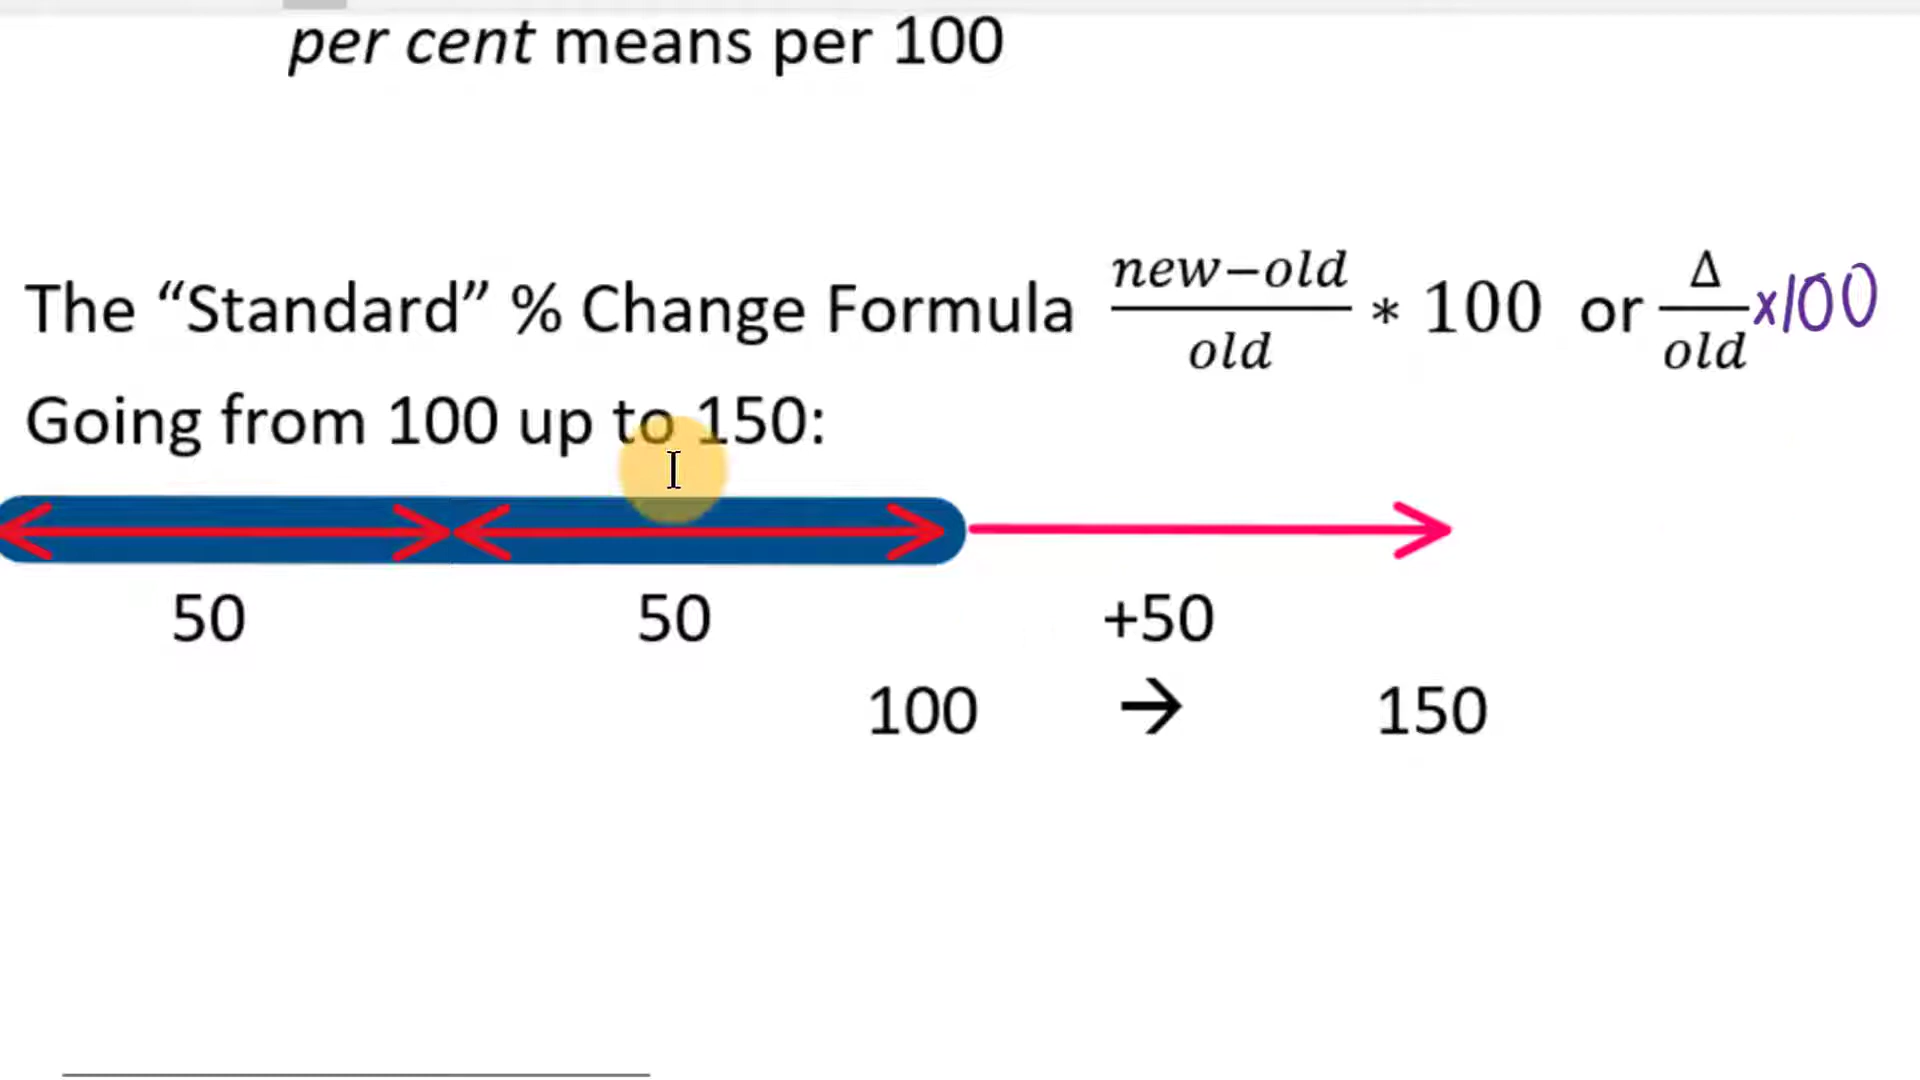 per cent means per 100
The “Standard” % Change Formula new−old/old * 100 or Δ/old x100
Going from 100 up to 150:
50 50 +50
100 → 150